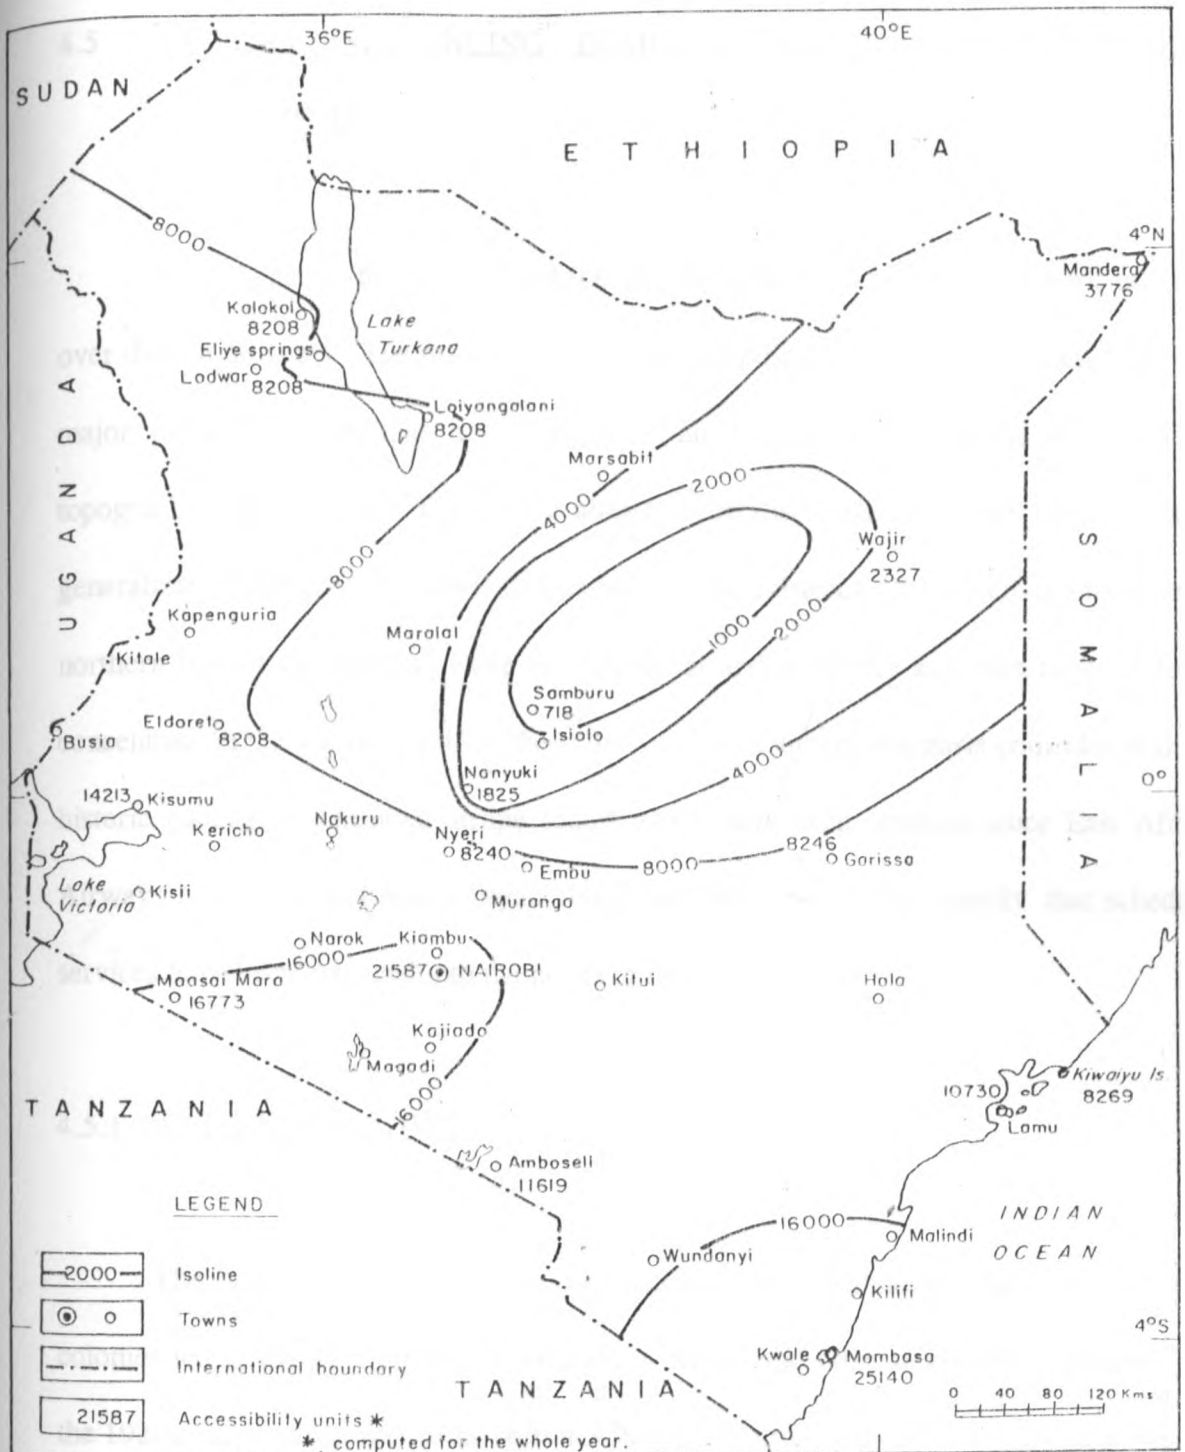 36°E
40°E
SUDAN
ETHIOPIA
4°N
8000
Mandera
3776
Kalokol
8208
Lake
Turkana
Eliye springs
Lodwar
8208
Loiyangalani
8208
UGANDA
Marsabit
2000
4000
Wajir
2327
8000
SOMALA
Kapenguria
Maralal
1000
2000
Kitale
Samburu
718
Eldoret
8208
Isiolo
Busia
4000
Nanyuki
1825
0°
14213
Kisumu
Nakuru
Kericho
Nyeri
8240
8246
Garissa
8000
Embu
Lake
Victoria
Kisii
Muranga
Narok
Kiambu
16000
21587
NAIROBI
Maasai Mara
16773
Kitui
Hola
Kajiado
Magadi
Kiwaiyu Is.
8269
10730
Lamu
TANZANIA
16000
Amboseli
11619
LEGEND
16000
INDIAN
OCEAN
Malindi
Wundanyi
2000
Isoline
Kilifi
Towns
4°S
International boundary
Kwale
Mombasa
25140
TANZANIA
0 40 80 120 Kms
21587
Accessibility units *
*, computed for the whole year.